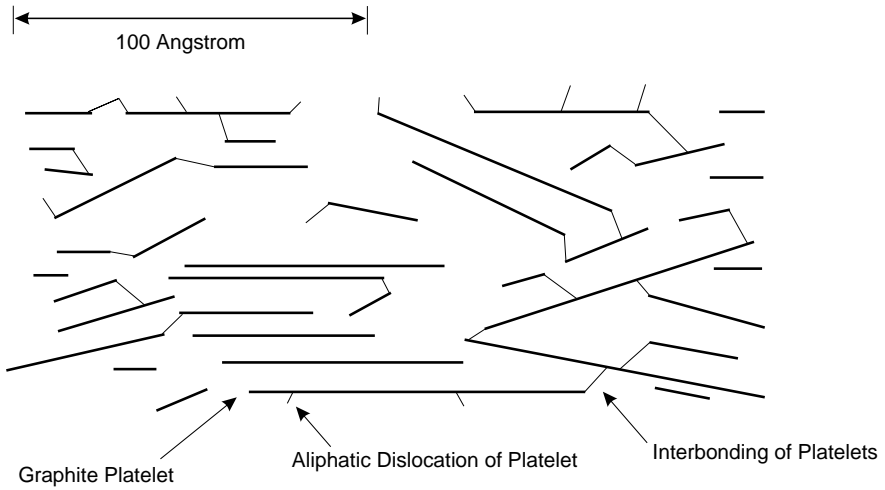 100 Angstrom
Graphite Platelet
Aliphatic Dislocation of Platelet
Interbonding of Platelets